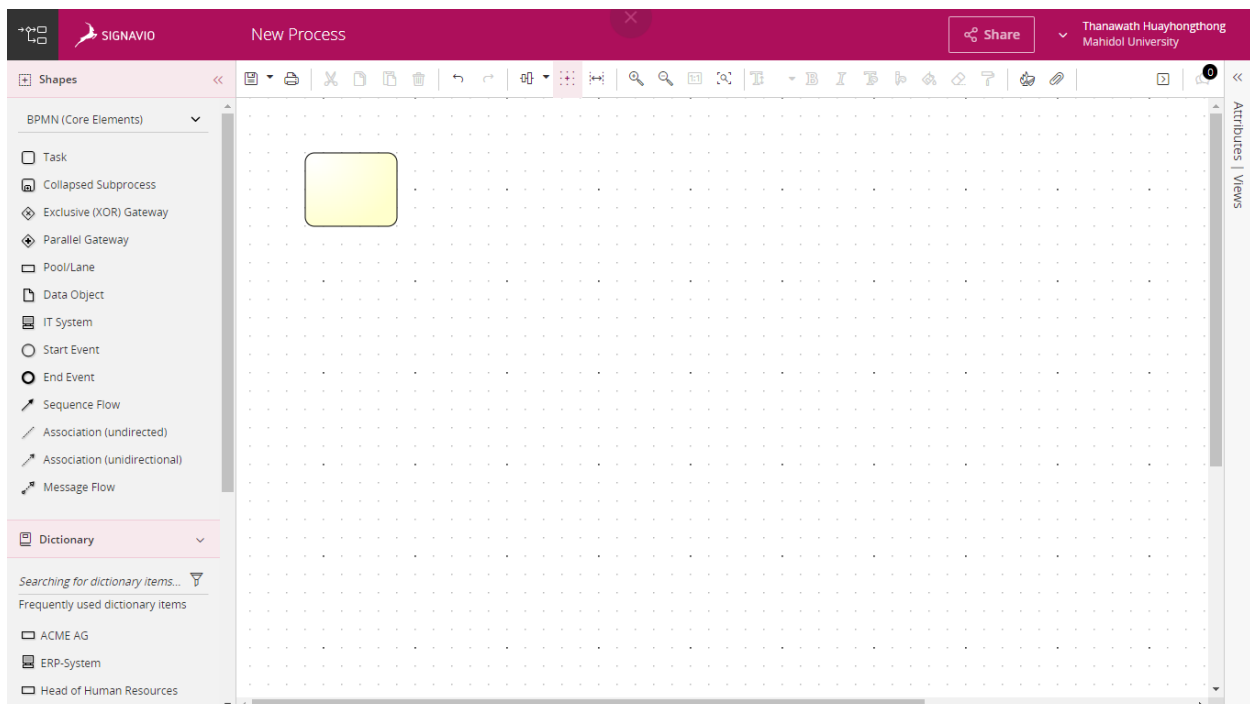 SIGNAVIO
New Process
Share
Thanawath Huayhongthong
Mahidol University
Shapes
1:1
B
I
0
BPMN (Core Elements)
Task
Collapsed Subprocess
Exclusive (XOR) Gateway
Parallel Gateway
Pool/Lane
Data Object
IT System
Start Event
End Event
Sequence Flow
Association (undirected)
Association (unidirectional)
Message Flow
Dictionary
Searching for dictionary items...
Frequently used dictionary items
ACME AG
ERP-System
Head of Human Resources
Attributes | Views